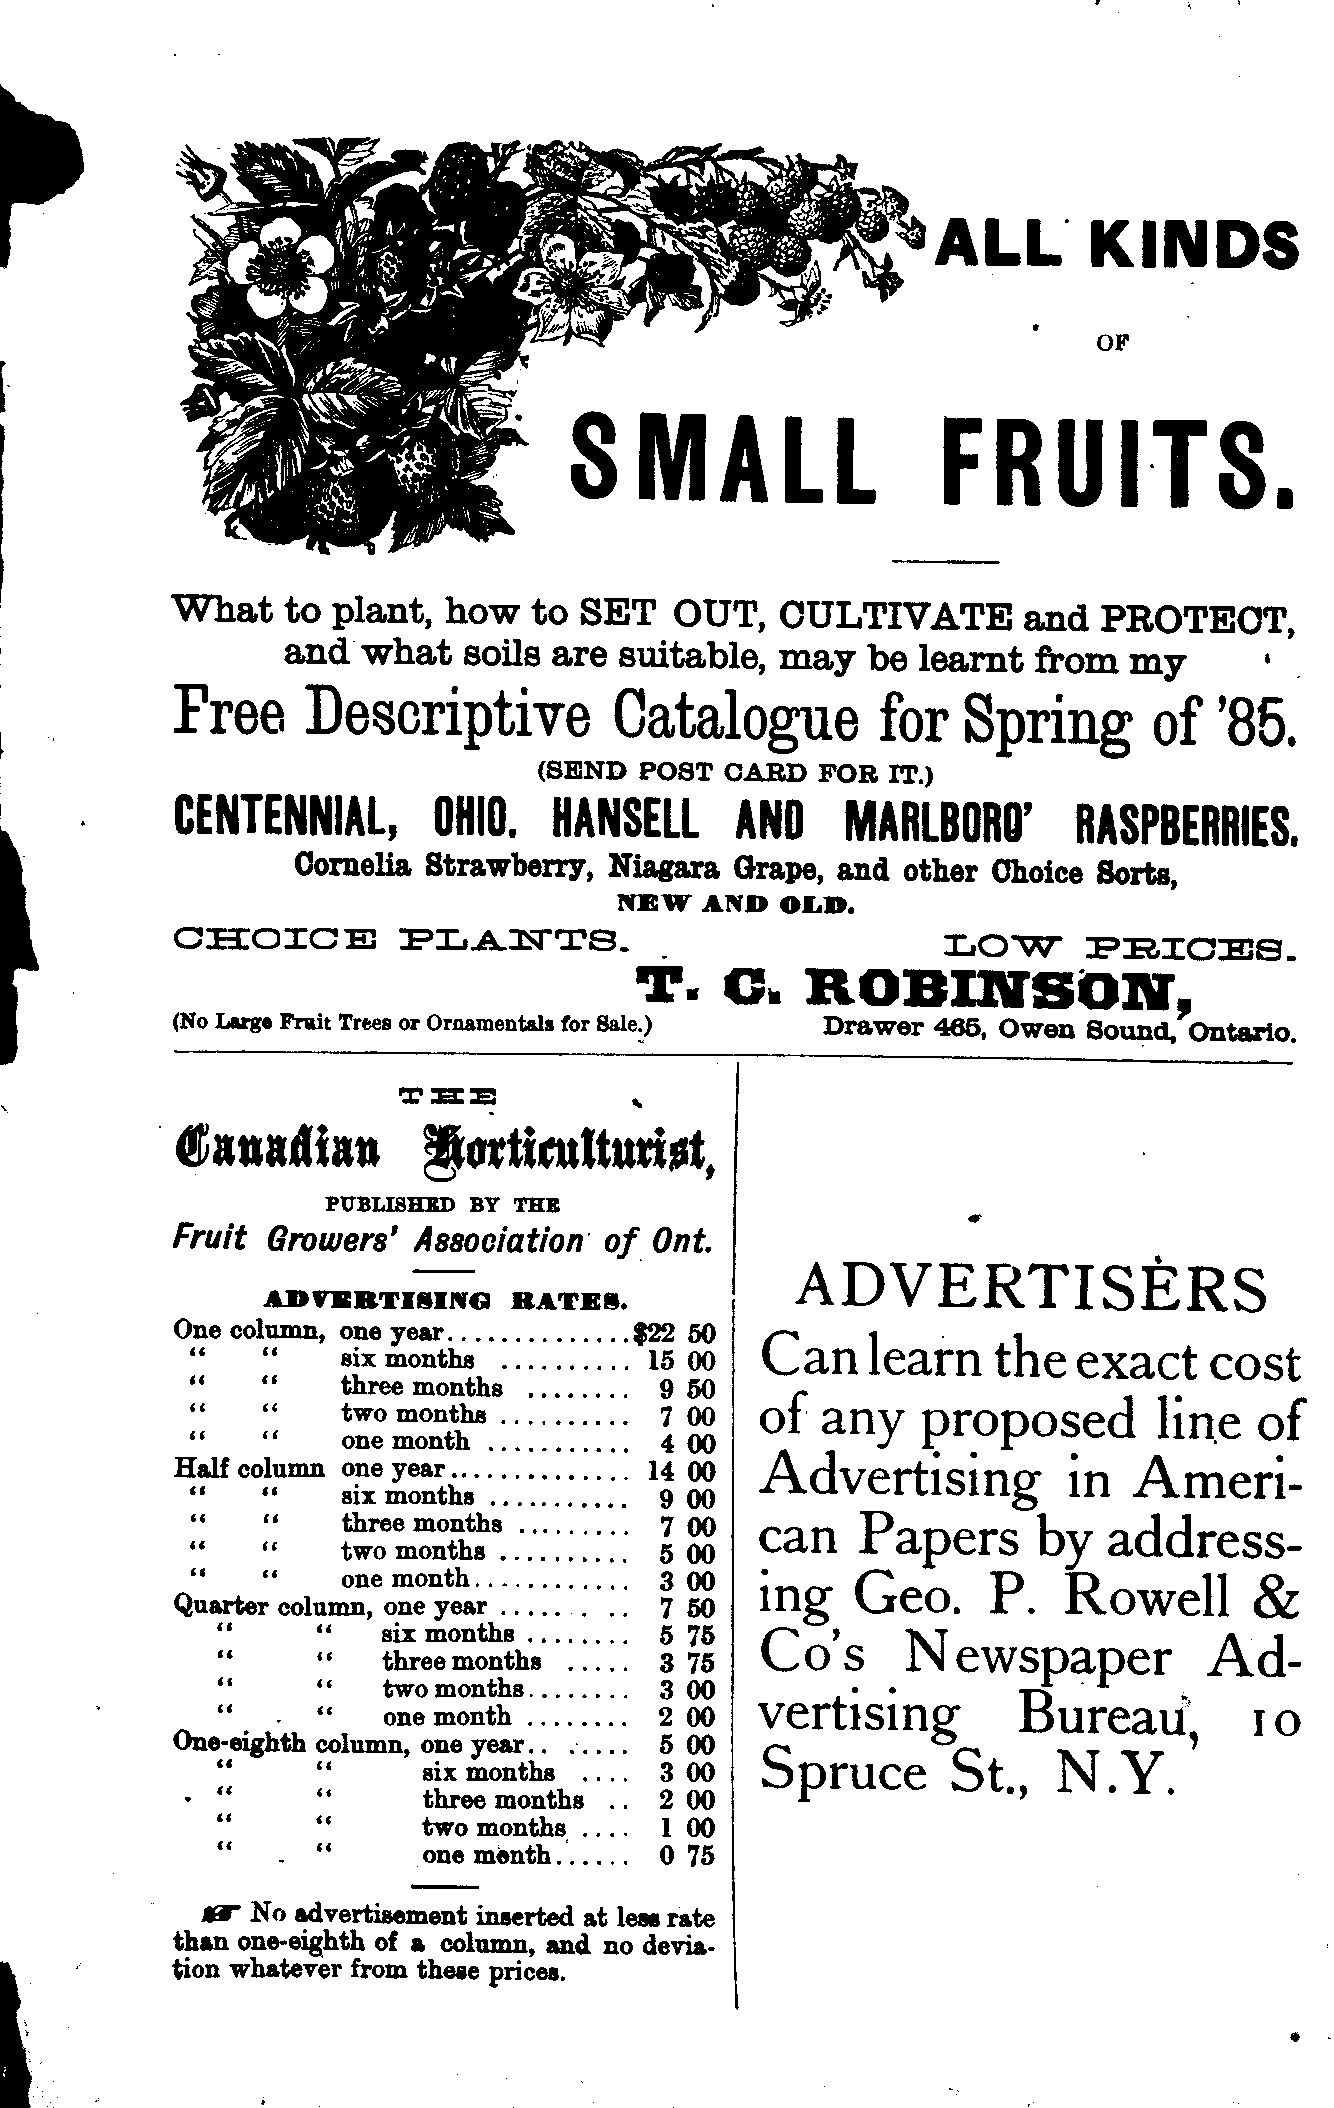 ALL KINDS
OF
SMALL FRUITS.
What to plant, how to SET OUT, CULTIVATE and PROTECT,
and what soils are suitable, may be learnt from my
Free Descriptive Catalogue for Spring of '85.
(SEND POST CARD FOR IT.)
CENTENNIAL, OHIO. HANSELL AND MARLBORO' RASPBERRIES.
Cornelia Strawberry, Niagara Grape, and other Choice Sorts,
NEW AND OLD.
CHOICE PLANTS. LOW PRICES.
T. C. ROBINSON,
(No Large Fruit Trees or Ornamentals for Sale.) Drawer 465, Owen Sound, Ontario.
THE
Canadian Horticulturist,
PUBLISHED BY THE
Fruit Growers' Association of Ont.
ADVERTISING RATES.
One column, one year..............$22 50
“ “ six months .......... 15 00
“ “ three months ........ 9 50
“ “ two months .......... 7 00
“ “ one month ........... 4 00
Half column one year.............. 14 00
“ “ six months ........... 9 00
“ “ three months ......... 7 00
“ “ two months .......... 5 00
“ “ one month............ 3 00
Quarter column, one year ...... . .. 7 50
“ “ six months ........ 5 75
“ “ three months ..... 3 75
“ “ two months........ 3 00
“ “ one month ........ 2 00
One-eighth column, one year.. ..... 5 00
“ “ six months .... 3 00
“ “ three months .. 2 00
“ “ two months .... 1 00
“ “ one month...... 0 75
☞ No advertisement inserted at less rate
than one-eighth of a column, and no devia-
tion whatever from these prices.
ADVERTISERS
Can learn the exact cost
of any proposed line of
Advertising in Ameri-
can Papers by address-
ing Geo. P. Rowell &
Co's Newspaper Ad-
vertising Bureau, 10
Spruce St., N.Y.